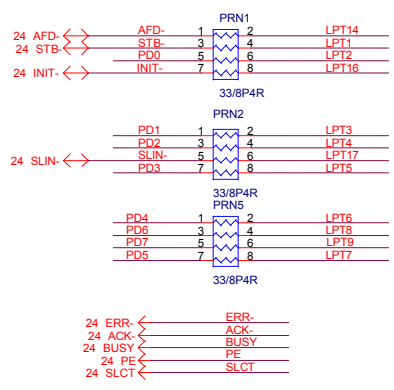 PRN1
24 AFD- AFD- 1 2 LPT14
24 STB- STB- 3 4 LPT1
PD0 5 6 LPT2
24 INIT- INIT- 7 8 LPT16
33/8P4R
PRN2
PD1 1 2 LPT3
PD2 3 4 LPT4
24 SLIN- SLIN- 5 6 LPT17
PD3 7 8 LPT5
33/8P4R
PRN5
PD4 1 2 LPT6
PD6 3 4 LPT8
PD7 5 6 LPT9
PD5 7 8 LPT7
33/8P4R
24 ERR- ERR-
24 ACK- ACK-
24 BUSY BUSY
24 PE PE
24 SLCT SLCT